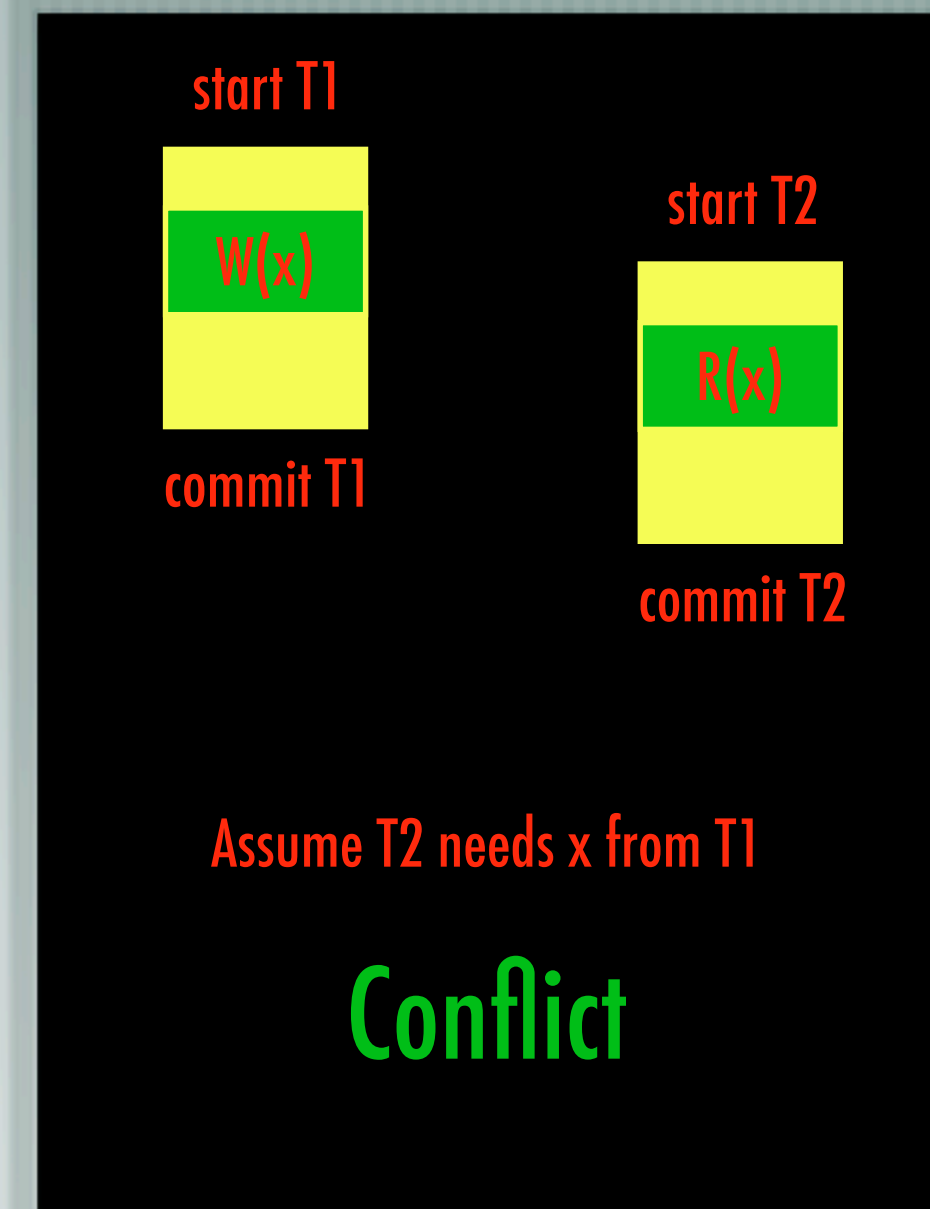 start T1
W(x)
commit T1
start T2
R(x)
commit T2
Assume T2 needs x from T1
Conflict